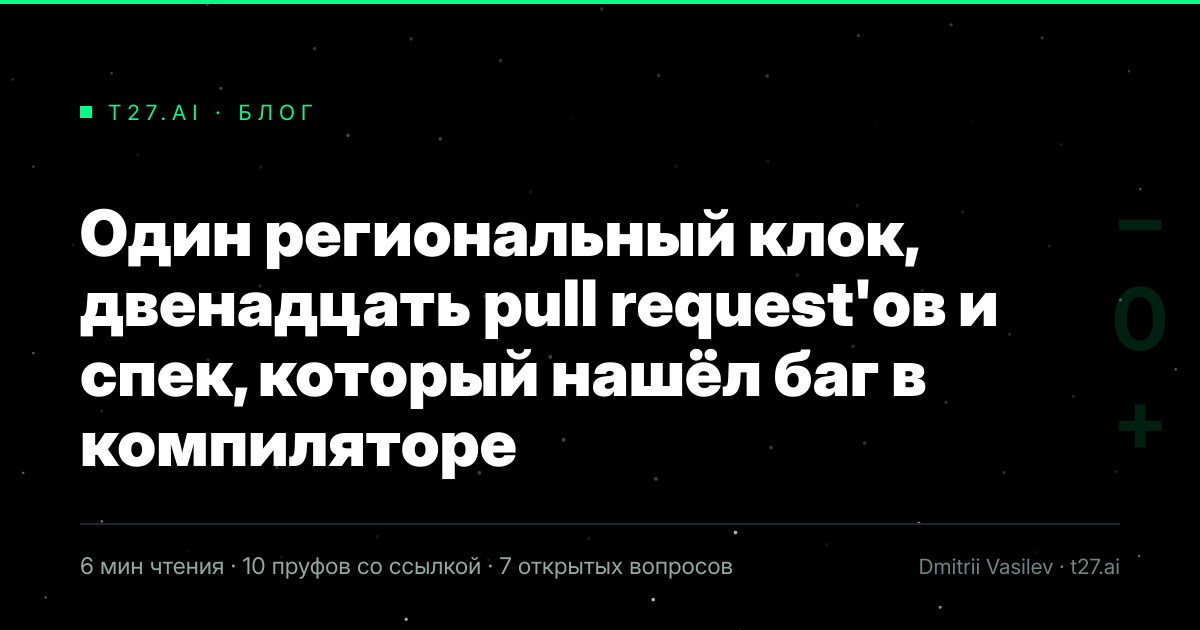 T27.AI · БЛОГ
Один региональный клок,
двенадцать pull request'ов и
спек, который нашёл баг в
компиляторе
−
0
+
6 мин чтения · 10 пруфов со ссылкой · 7 открытых вопросов
Dmitrii Vasilev · t27.ai